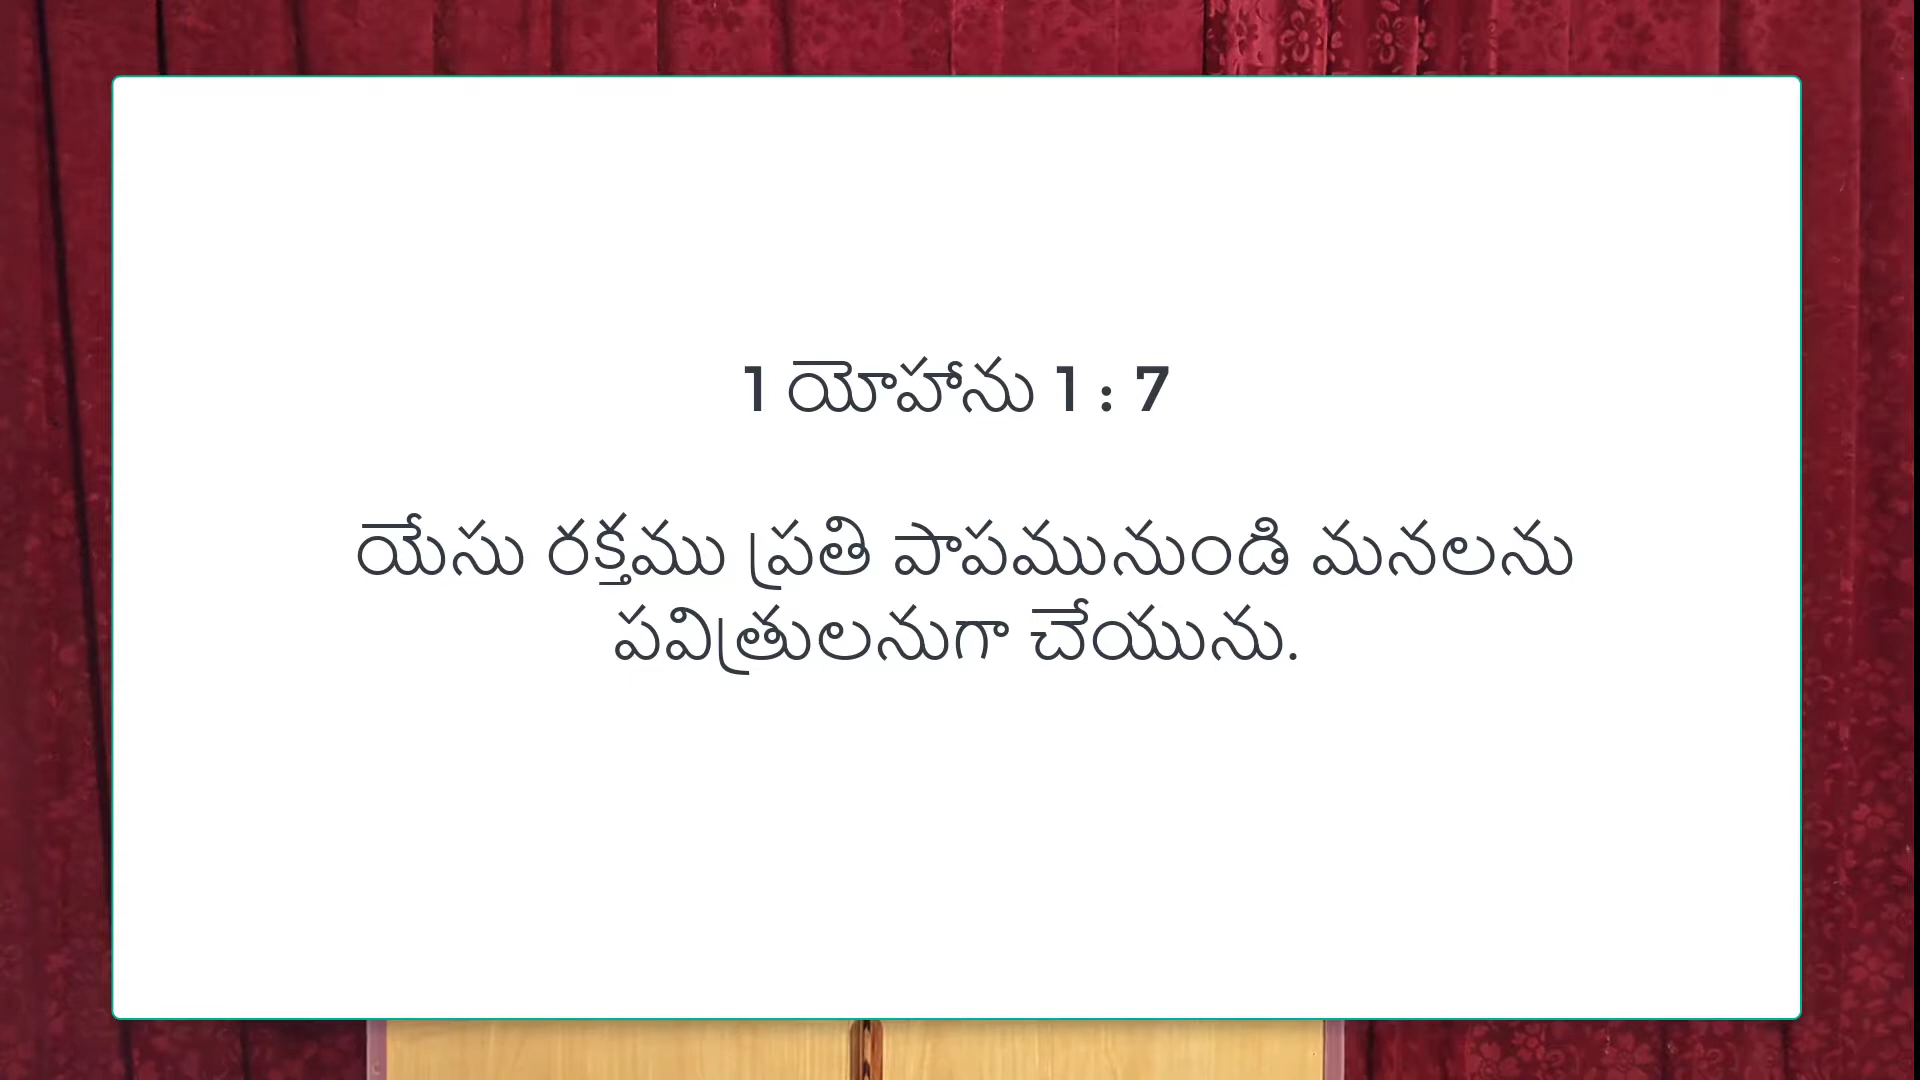 1 యోహాను 1 : 7
యేసు రక్తము ప్రతి పాపమునుండి మనలను
పవిత్రులనుగా చేయును.